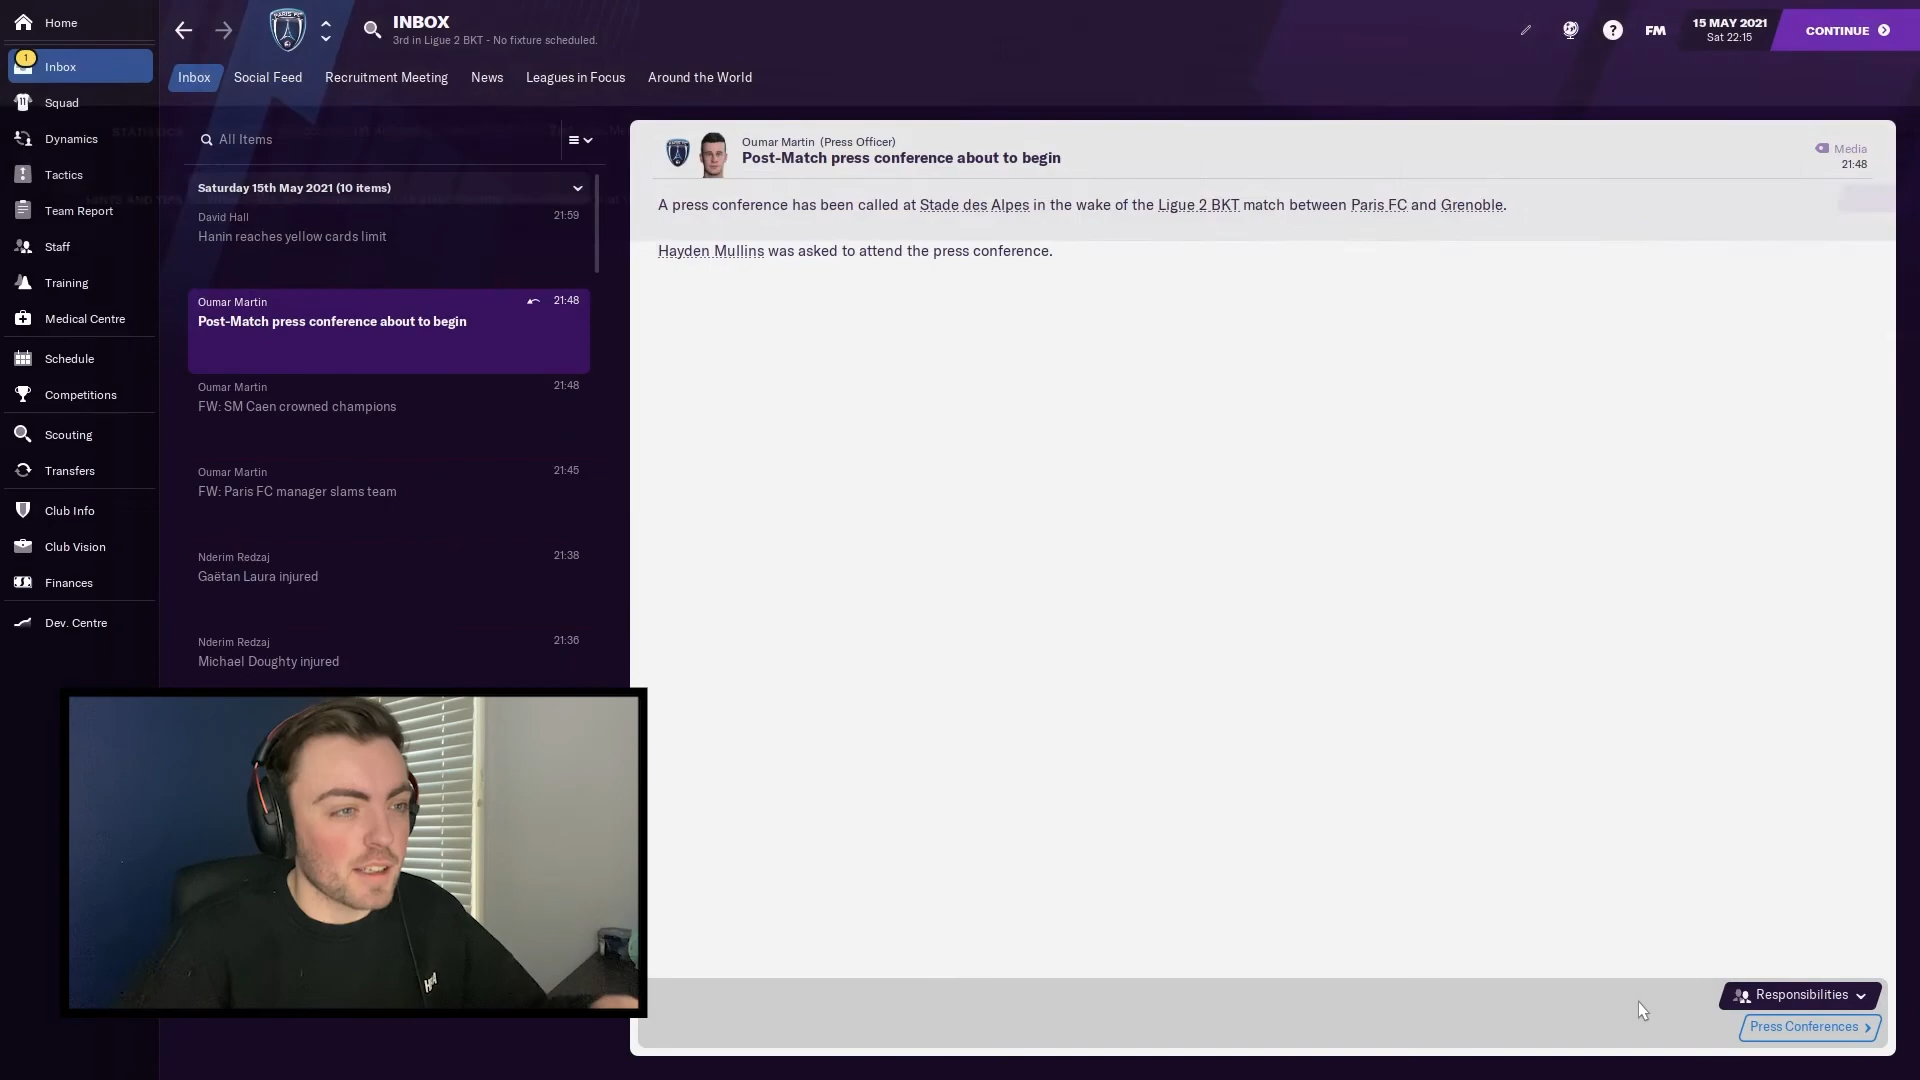 Home
Inbox
1
Squad
Dynamics
Tactics
Team Report
Staff
Training
Medical Centre
Schedule
Competitions
Scouting
Transfers
Club Info
Club Vision
Finances
Dev. Centre
INBOX
3rd in Ligue 2 BKT - No fixture scheduled.
FM
15 MAY 2021
Sat 22:15
CONTINUE
Inbox
Social Feed
Recruitment Meeting
News
Leagues in Focus
Around the World
All Items
Saturday 15th May 2021 (10 items)
David Hall 21:59
Hanin reaches yellow cards limit
Oumar Martin 21:48
Post-Match press conference about to begin
Oumar Martin 21:48
FW: SM Caen crowned champions
Oumar Martin 21:45
FW: Paris FC manager slams team
Nderim Redzaj 21:38
Gaëtan Laura injured
Nderim Redzaj 21:36
Michael Doughty injured
Oumar Martin (Press Officer)
Post-Match press conference about to begin
Media
21:48
A press conference has been called at Stade des Alpes in the wake of the Ligue 2 BKT match between Paris FC and Grenoble.
Hayden Mullins was asked to attend the press conference.
Responsibilities
Press Conferences